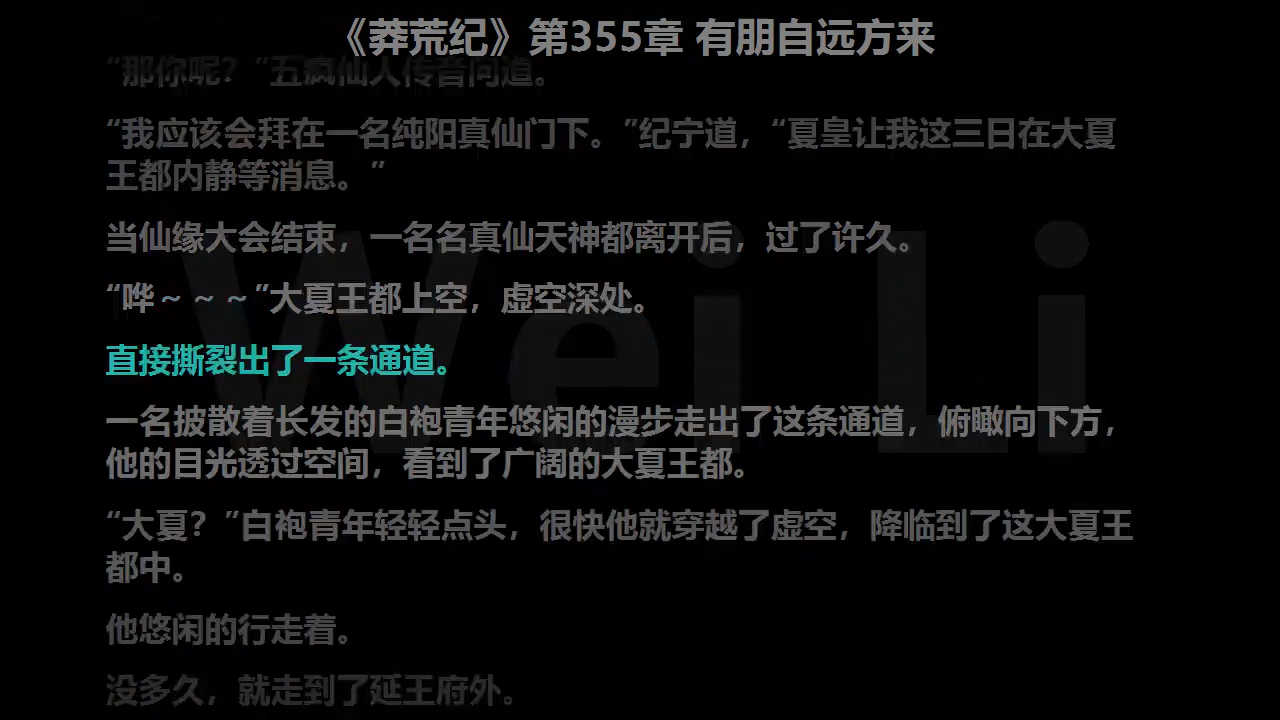 《莽荒纪》第355章 有朋自远方来
“那你呢？”五疯仙人传音问道。
“我应该会拜在一名纯阳真仙门下。”纪宁道，“夏皇让我这三日在大夏
王都内静等消息。”
当仙缘大会结束，一名名真仙天神都离开后，过了许久。
“哗～～～”大夏王都上空，虚空深处。
直接撕裂出了一条通道。
一名披散着长发的白袍青年悠闲的漫步走出了这条通道，俯瞰向下方，
他的目光透过空间，看到了广阔的大夏王都。
“大夏？”白袍青年轻轻点头，很快他就穿越了虚空，降临到了这大夏王
都中。
他悠闲的行走着。
没多久，就走到了延王府外。
Wei Li